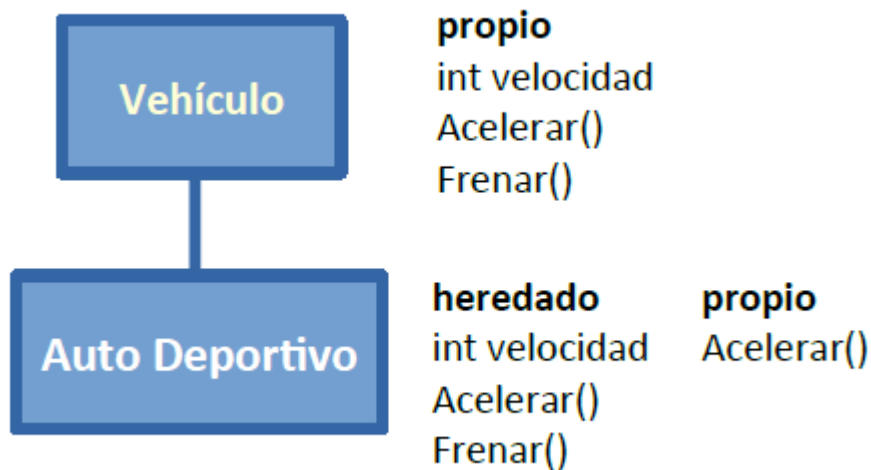 Vehículo
propio
int velocidad
Acelerar()
Frenar()
Auto Deportivo
heredado
int velocidad
Acelerar()
Frenar()
propio
Acelerar()